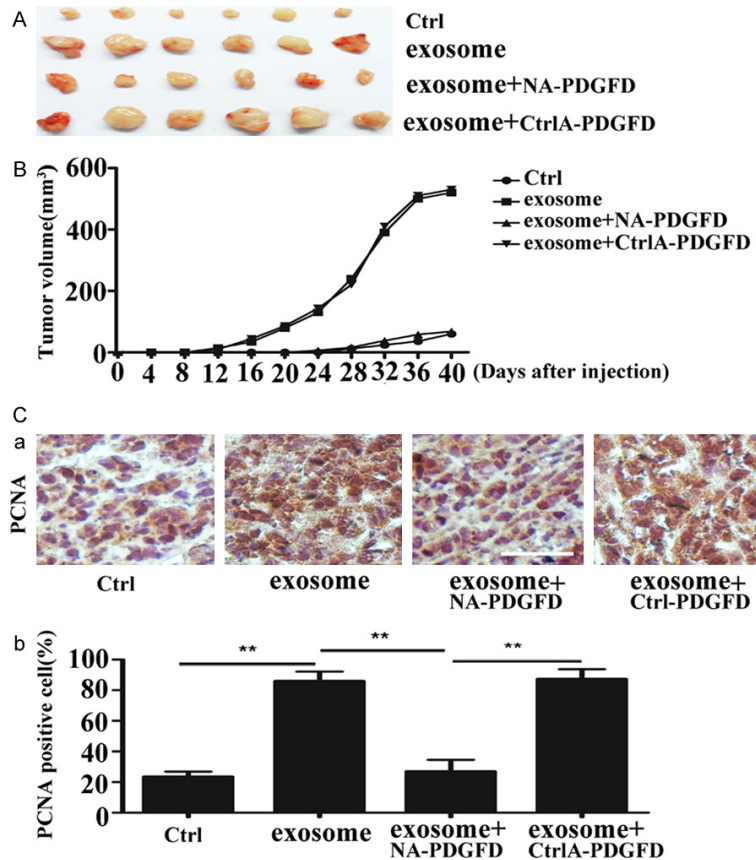 A
Ctrl
exosome
exosome+NA-PDGFD
exosome+CtrlA-PDGFD
B
Tumor volume(mm³)
600
400
200
0
0 4 8 12 16 20 24 28 32 36 40 (Days after injection)
Ctrl
exosome
exosome+NA-PDGFD
exosome+CtrlA-PDGFD
C
a
PCNA
Ctrl
exosome
exosome+
NA-PDGFD
exosome+
Ctrl-PDGFD
b
PCNA positive cell(%)
100
80
60
40
20
0
**
**
**
Ctrl
exosome
exosome+
NA-PDGFD
exosome+
CtrlA-PDGFD